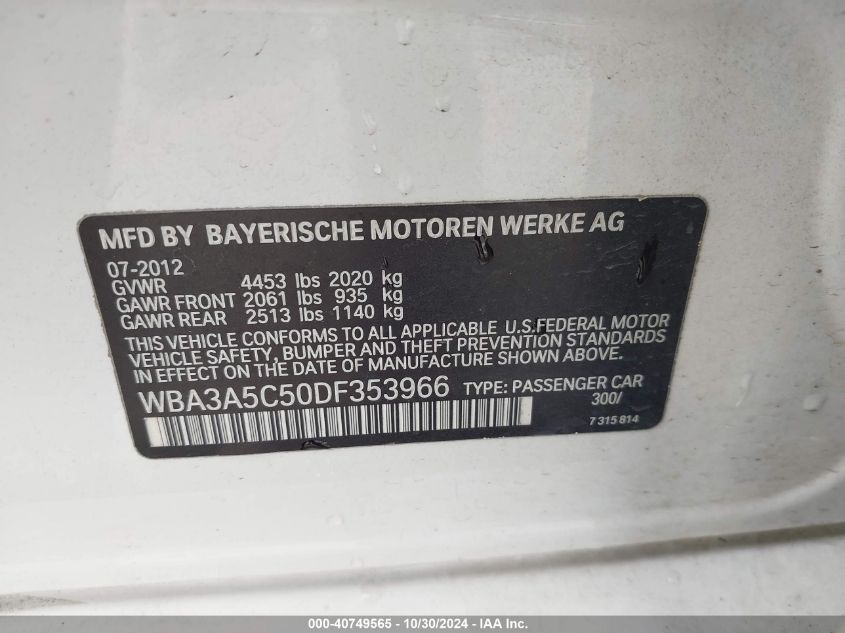 MFD BY BAYERISCHE MOTOREN WERKE AG
07-2012
GVWR 4453 lbs 2020 kg
GAWR FRONT 2061 lbs 935 kg
GAWR REAR 2513 lbs 1140 kg
THIS VEHICLE CONFORMS TO ALL APPLICABLE U.S.FEDERAL MOTOR
VEHICLE SAFETY, BUMPER AND THEFT PREVENTION STANDARDS
IN EFFECT ON THE DATE OF MANUFACTURE SHOWN ABOVE.
WBA3A5C50DF353966 TYPE: PASSENGER CAR
300/
7 315 814
000-40749565 - 10/30/2024 - IAA Inc.